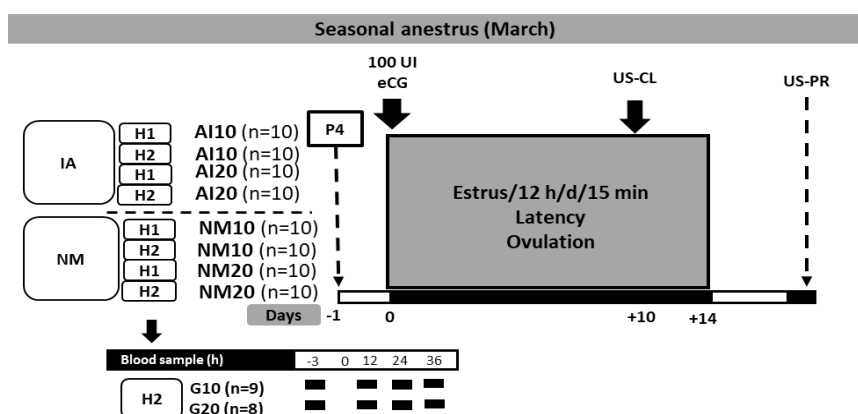 Seasonal anestrus (March)
100 UI
eCG
US-CL
US-PR
P4
IA
H1 AI10 (n=10)
H2 AI10 (n=10)
H1 AI20 (n=10)
H2 AI20 (n=10)
Estrus/12 h/d/15 min
Latency
Ovulation
NM
H1 NM10 (n=10)
H2 NM10 (n=10)
H1 NM20 (n=10)
H2 NM20 (n=10)
Days -1 0 +10 +14
Blood sample (h) -3 0 12 24 36
H2
G10 (n=9)
G20 (n=8)